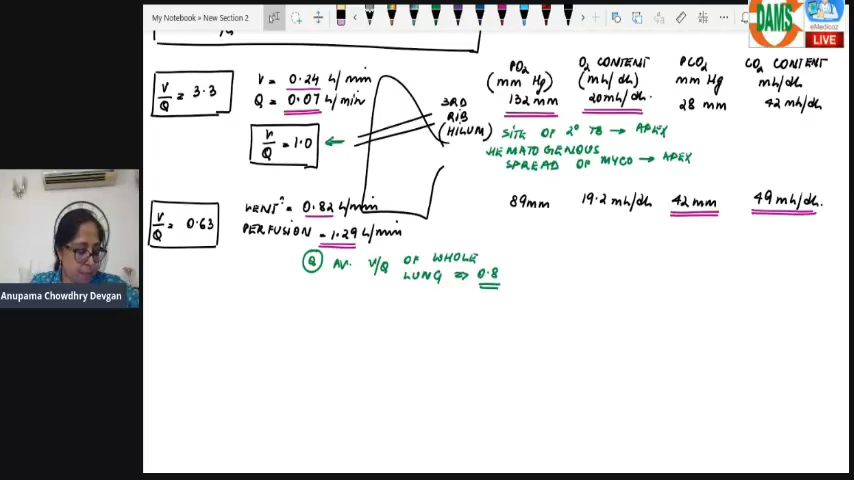 My Notebook » New Section 2
DAMS
eMedicoz
LIVE
PO2
(mm Hg)
O2 CONTENT
(ml/dl)
PCO2
mm Hg
CO2 CONTENT
ml/dl
V/Q = 3.3
V = 0.24 L/min
Q = 0.07 L/min
132 mm
20ml/dl.
28 mm
42 ml/dl
3RD
RIB
(HILUM)
V/Q = 1.0
SITE OF 2° TB → APEX
HEMATOGENOUS
SPREAD OF MYCO → APEX
V/Q = 0.63
VENTn = 0.82 L/min
PERFUSION = 1.29 L/min
89mm
19.2 ml/dl
42 mm
49 ml/dl.
Q AV. V/Q OF WHOLE
LUNG ⇒ 0.8
Anupama Chowdhry Devgan